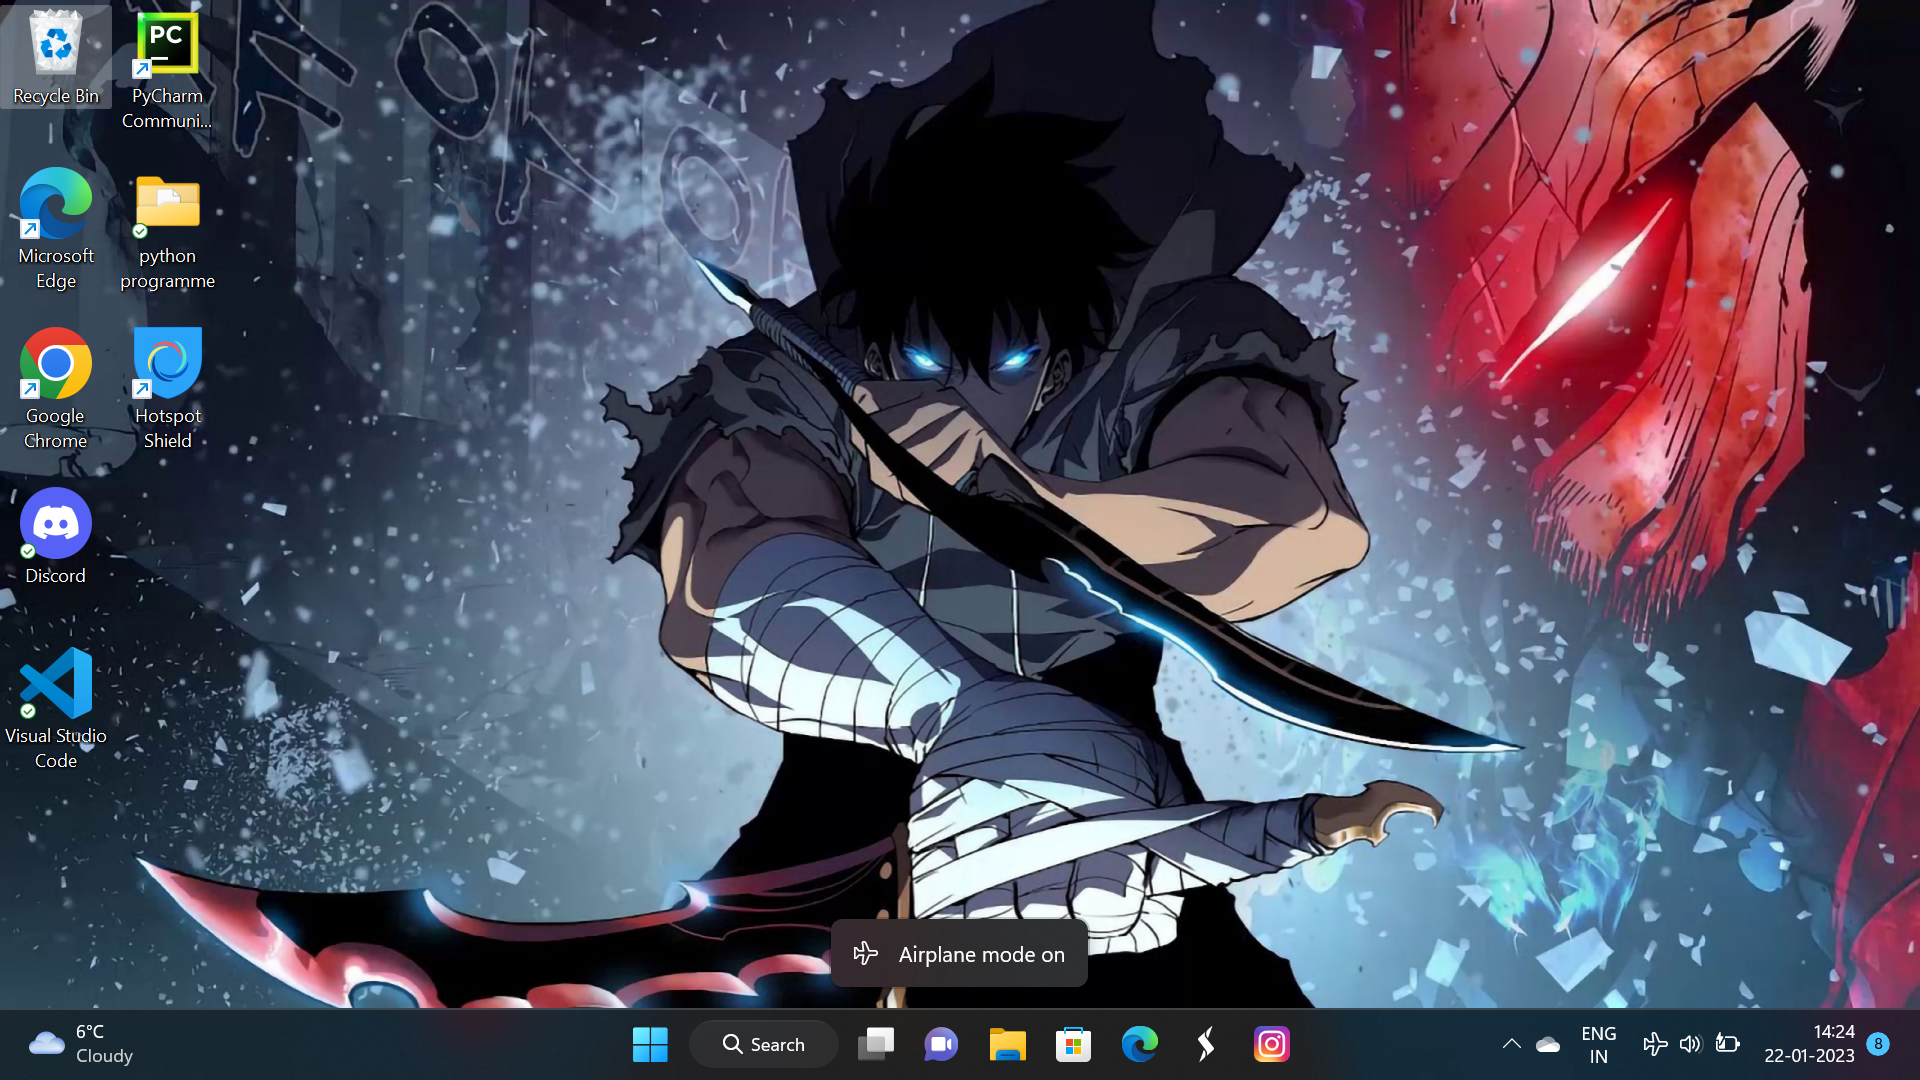 Recycle Bin
PC
PyCharm
Communi...
Microsoft
Edge
python
programme
Google
Chrome
Hotspot
Shield
Discord
Visual Studio
Code
Airplane mode on
6°C
Cloudy
Search
ENG
IN
14:24
22-01-2023
8